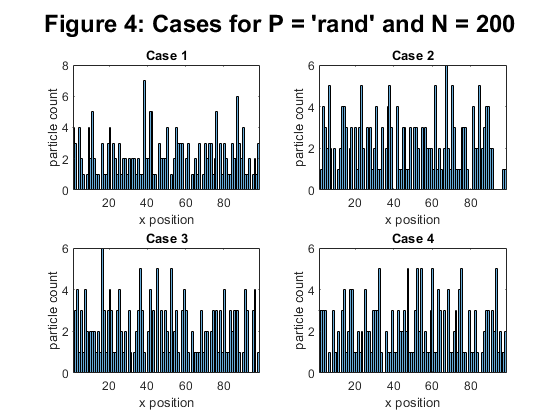 Figure 4: Cases for P = 'rand' and N = 200
Case 1
8
6
4
2
0
particle count
20 40 60 80
x position
Case 2
6
4
2
0
particle count
20 40 60 80
x position
Case 3
6
4
2
0
particle count
20 40 60 80
x position
Case 4
6
4
2
0
particle count
20 40 60 80
x position